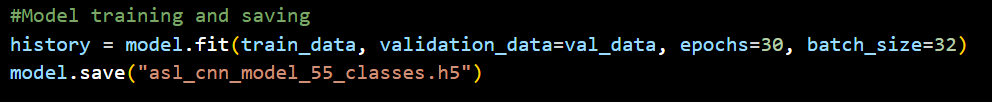 #Model training and saving
history = model.fit(train_data, validation_data=val_data, epochs=30, batch_size=32)
model.save("asl_cnn_model_55_classes.h5")